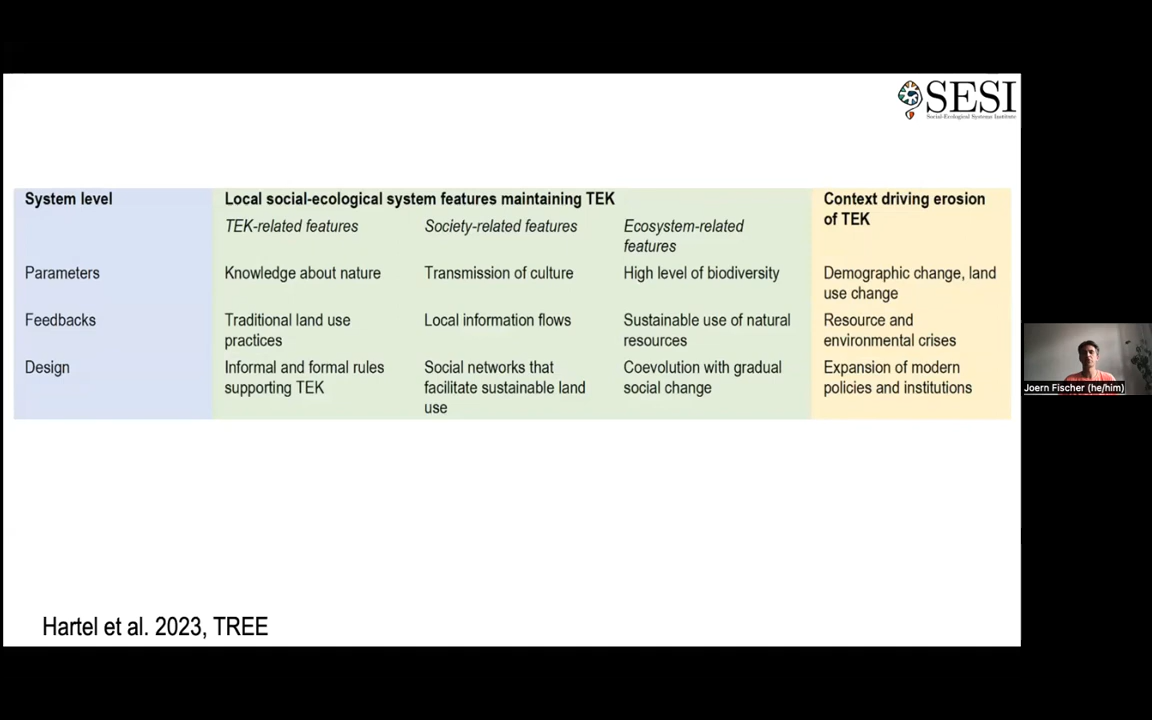 SESI
Social-Ecological Systems Institute
System level
Local social-ecological system features maintaining TEK
Context driving erosion
of TEK
TEK-related features
Society-related features
Ecosystem-related
features
Parameters
Knowledge about nature
Transmission of culture
High level of biodiversity
Demographic change, land
use change
Feedbacks
Traditional land use
practices
Local information flows
Sustainable use of natural
resources
Resource and
environmental crises
Design
Informal and formal rules
supporting TEK
Social networks that
facilitate sustainable land
use
Coevolution with gradual
social change
Expansion of modern
policies and institutions
Joern Fischer (he/him)
Hartel et al. 2023, TREE